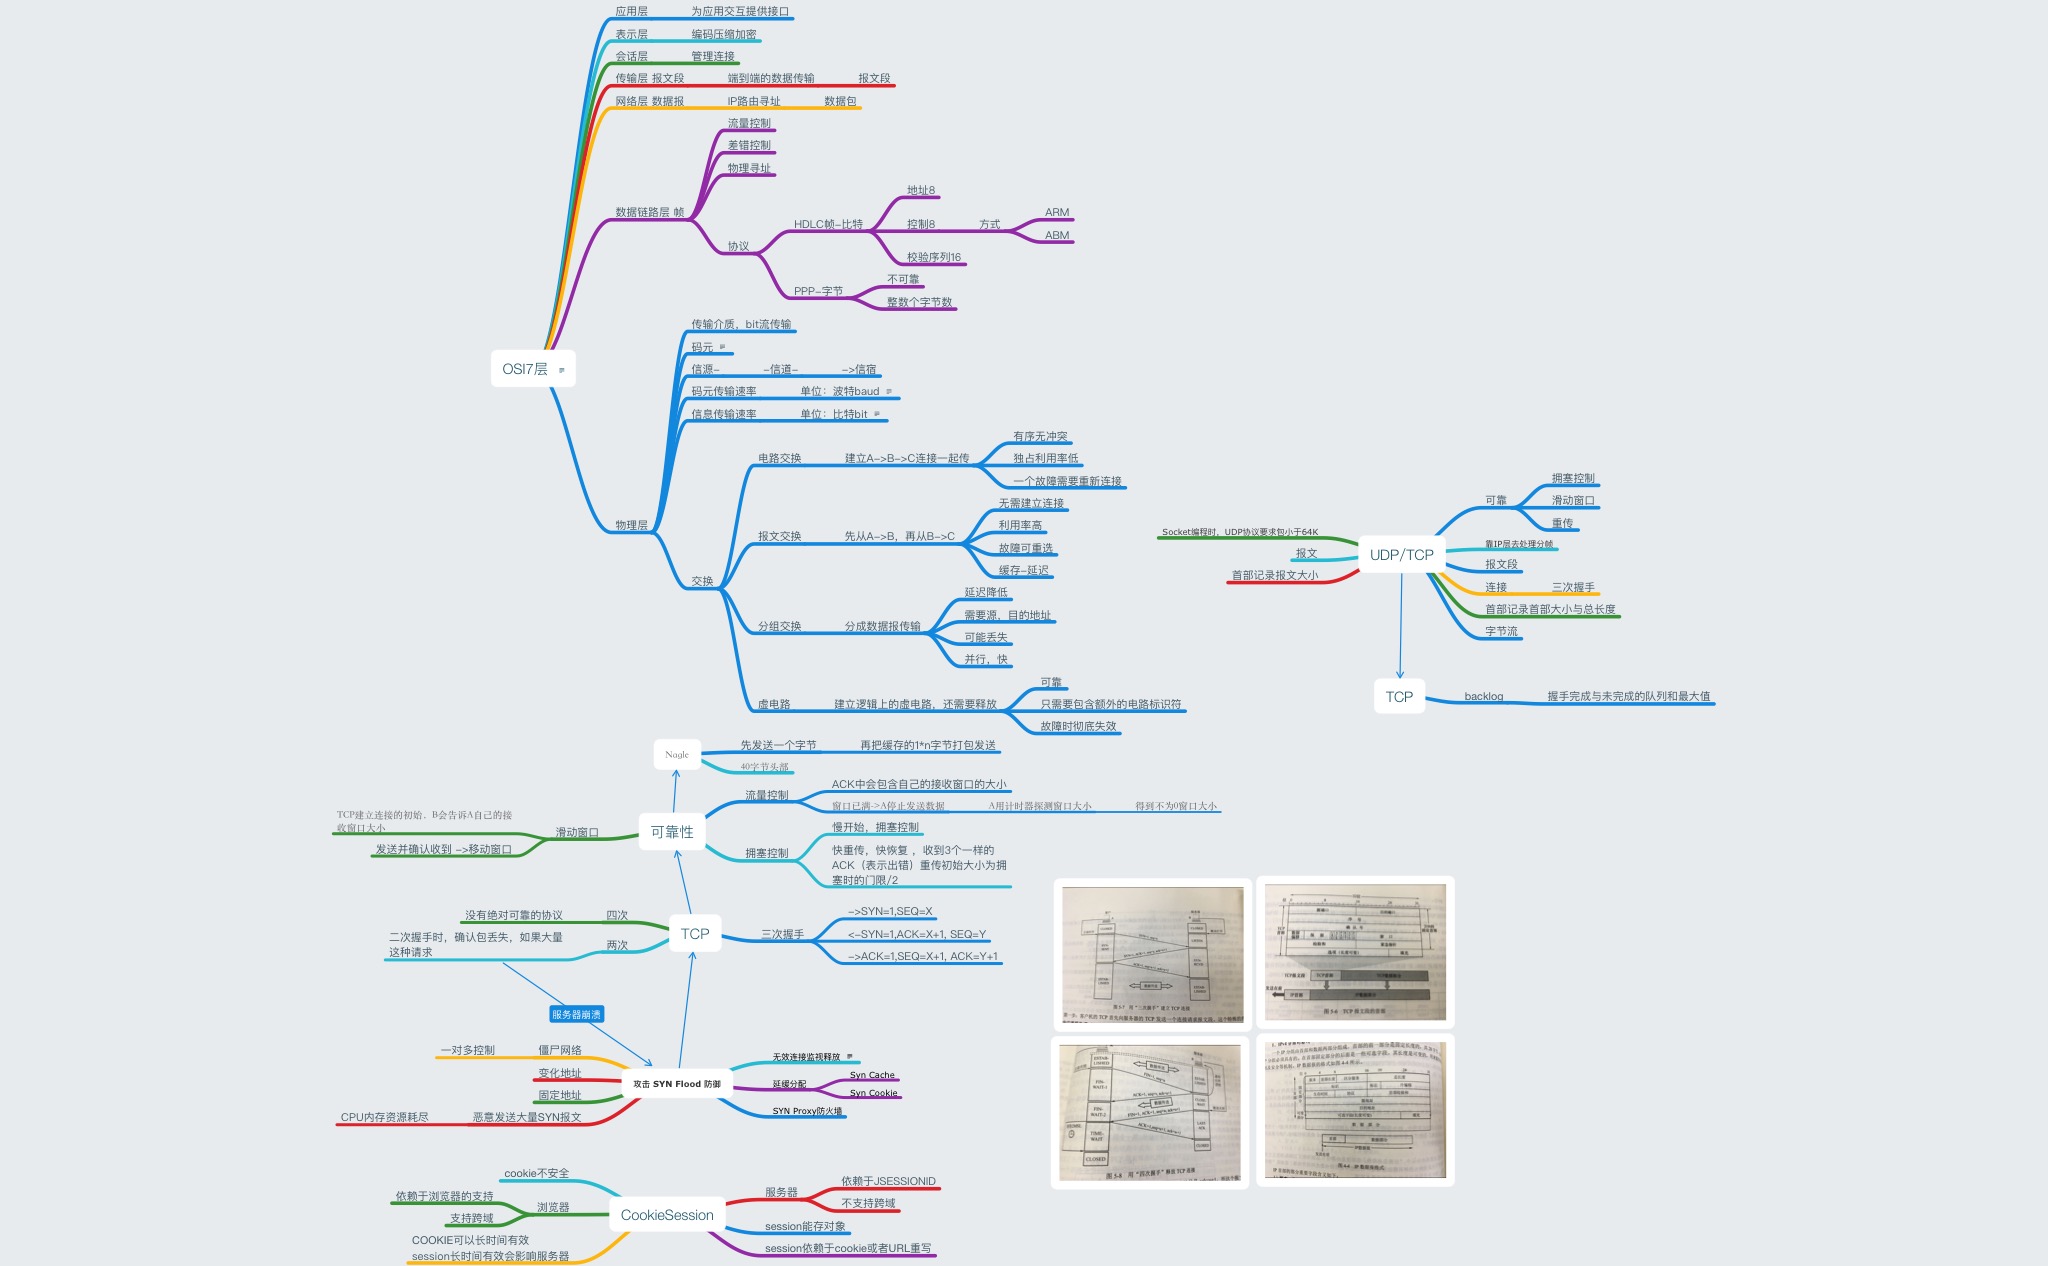 应用层 为应用交互提供接口
表示层 编码压缩加密
会话层 管理连接
传输层 报文段 端到端的数据传输 报文段
网络层 数据报 IP路由寻址 数据包
流量控制
差错控制
物理寻址
数据链路层 帧
协议
HDLC帧-比特
地址8
控制8 方式
ARM
ABM
校验序列16
PPP-字节
不可靠
整数个字节数
OSI7层
传输介质，bit流传输
码元
信源- -信道- ->信宿
码元传输速率 单位：波特baud
信息传输速率 单位：比特bit
物理层
交换
电路交换 建立A->B->C连接一起传
有序无冲突
独占利用率低
一个故障需要重新连接
报文交换 先从A->B，再从B->C
无需建立连接
利用率高
故障可重选
缓存-延迟
分组交换 分成数据报传输
延迟降低
需要源，目的地址
可能丢失
并行，快
虚电路 建立逻辑上的虚电路，还需要释放
可靠
只需要包含额外的电路标识符
故障时彻底失效
Socket编程时，UDP协议要求包小于64K
报文
首部记录报文大小
UDP/TCP
可靠
拥塞控制
滑动窗口
重传
靠IP层去处理分帧
报文段
连接 三次握手
首部记录首部大小与总长度
字节流
TCP
backlog 握手完成与未完成的队列和最大值
Nagle
先发送一个字节 再把缓存的1*n字节打包发送
40字节头部
可靠性
流量控制
ACK中会包含自己的接收窗口的大小
窗口已满->A停止发送数据 A用计时器探测窗口大小 得到不为0窗口大小
拥塞控制
慢开始，拥塞控制
快重传，快恢复 ，收到3个一样的
ACK（表示出错）重传初始大小为拥
塞时的门限/2
滑动窗口
TCP建立连接的初始．B会告诉A自己的接
收窗口大小
发送并确认收到 ->移动窗口
TCP
没有绝对可靠的协议 四次
二次握手时，确认包丢失，如果大量
这种请求
两次
三次握手
->SYN=1,SEQ=X
<-SYN=1,ACK=X+1, SEQ=Y
->ACK=1,SEQ=X+1, ACK=Y+1
服务器崩溃
攻击 SYN Flood 防御
一对多控制 僵尸网络
变化地址
固定地址
CPU内存资源耗尽 恶意发送大量SYN报文
无效连接监视释放
延缓分配
Syn Cache
Syn Cookie
SYN Proxy防火墙
CookieSession
cookie不安全
浏览器
依赖于浏览器的支持
支持跨域
COOKIE可以长时间有效
session长时间有效会影响服务器
服务器
依赖于JSESSIONID
不支持跨域
session能存对象
session依赖于cookie或者URL重写
图 5-7 用“三次握手”建立 TCP 连接
图 5-6 TCP 报文段的首部
图 5-8 用“四次握手”释放 TCP 连接
CLOSED